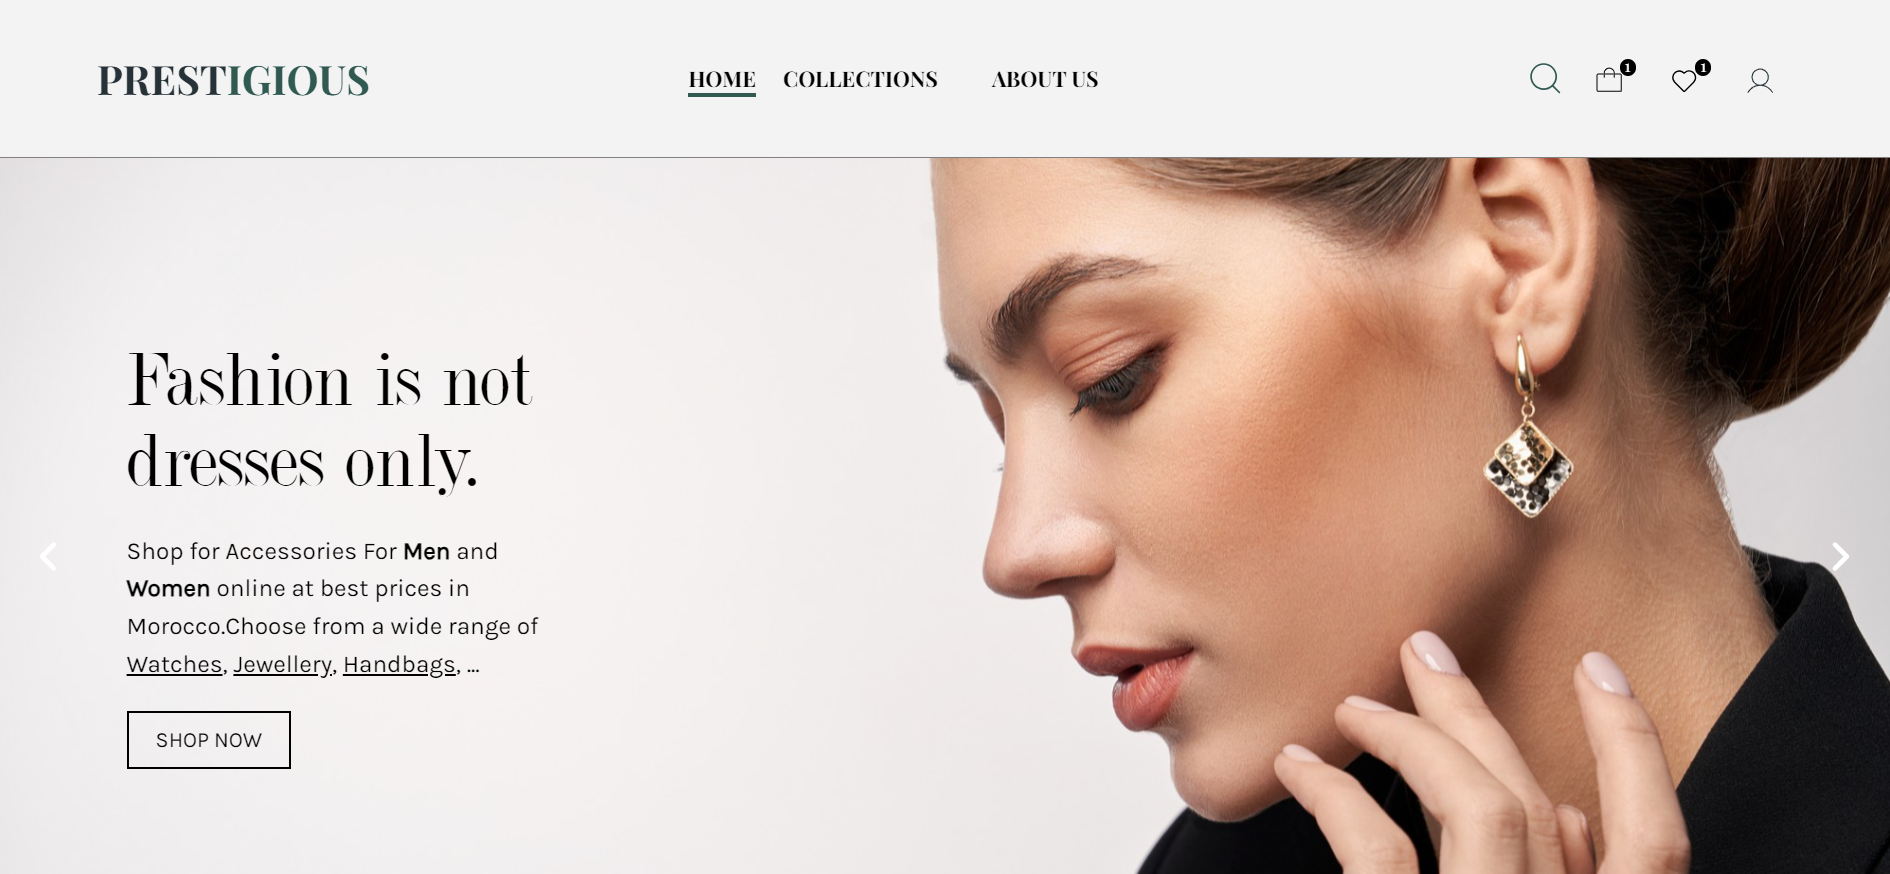 PRESTIGIOUS
HOME COLLECTIONS ABOUT US
1 1
Fashion is not
dresses only.
Shop for Accessories For Men and
Women online at best prices in
Morocco.Choose from a wide range of
Watches, Jewellery, Handbags, ...
SHOP NOW